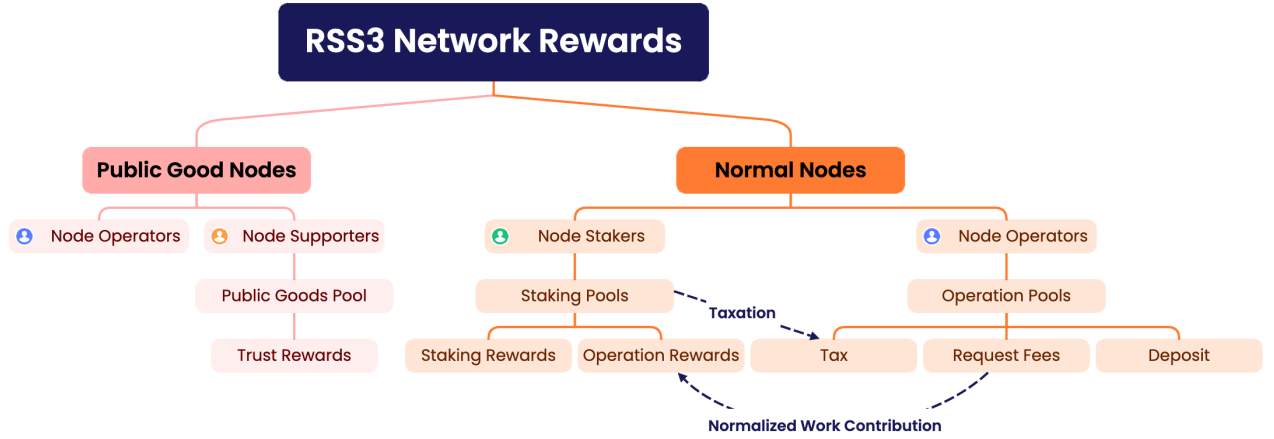 RSS3 Network Rewards
Public Good Nodes
Normal Nodes
Node Operators
Node Supporters
Node Stakers
Node Operators
Public Goods Pool
Staking Pools
Operation Pools
Taxation
Trust Rewards
Staking Rewards
Operation Rewards
Tax
Request Fees
Deposit
Normalized Work Contribution